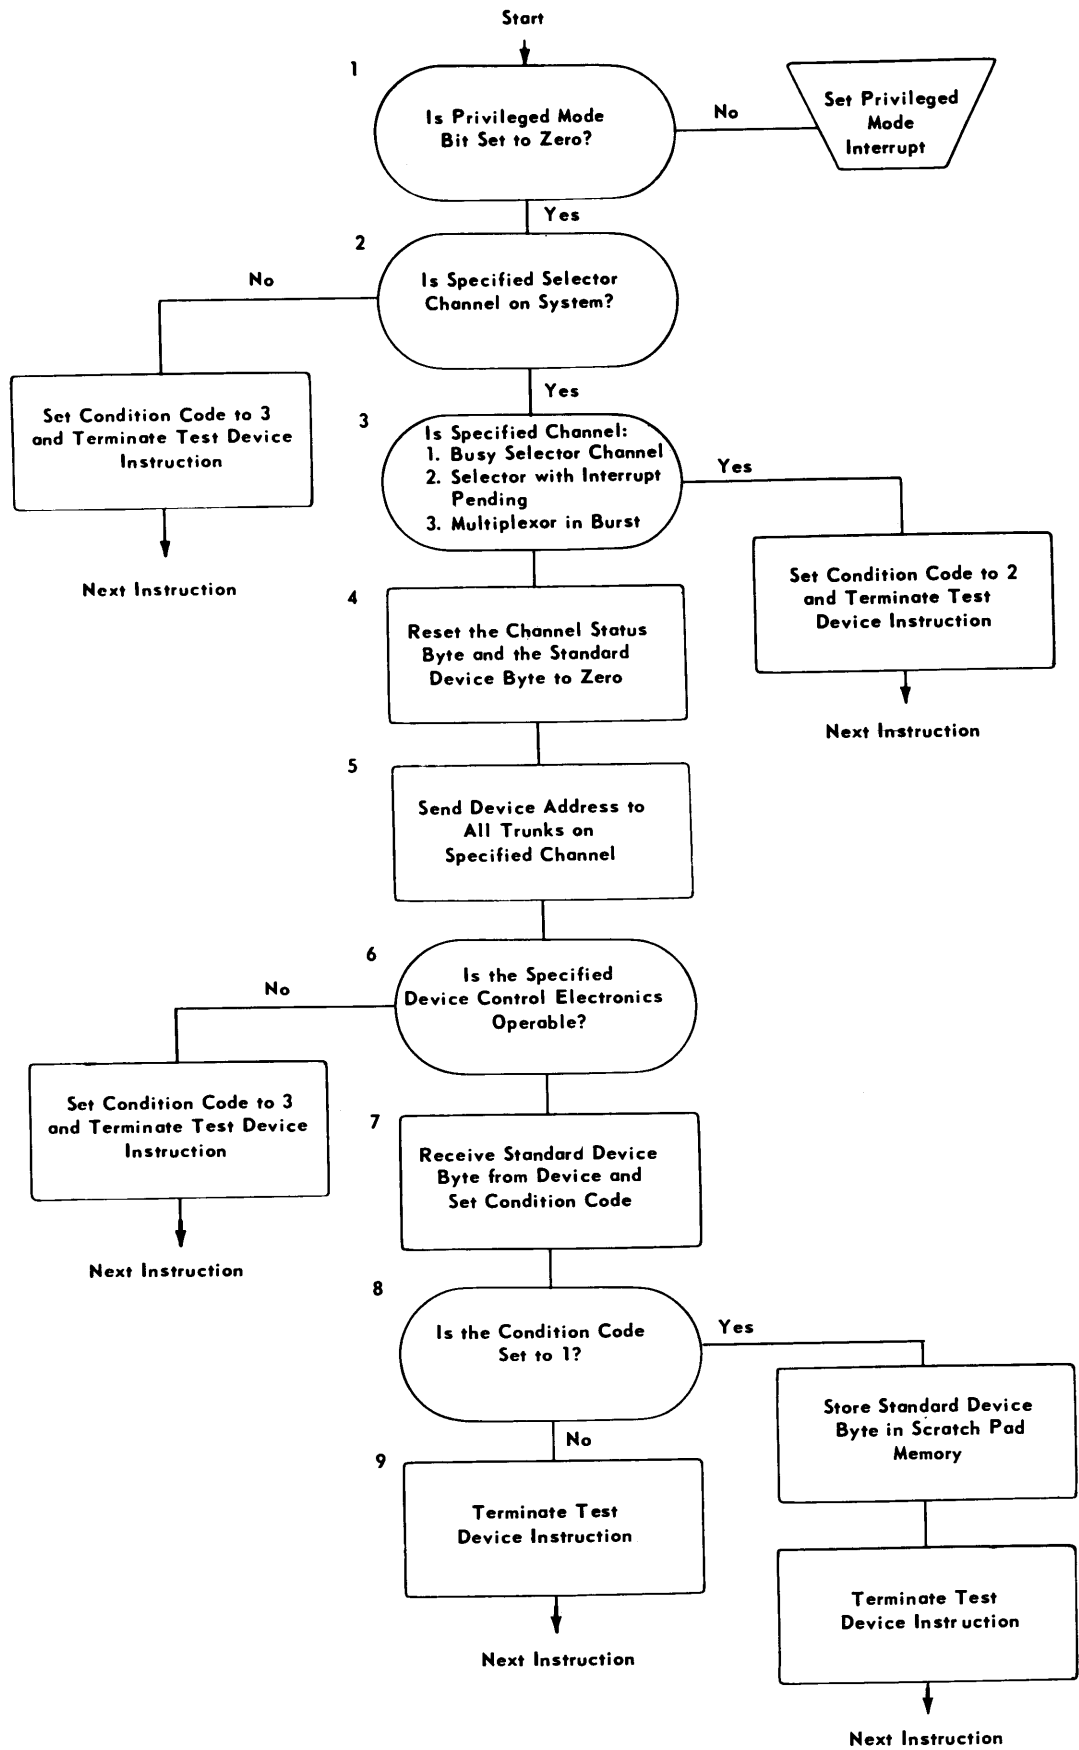 Start
1
Is Privileged Mode
Bit Set to Zero?
No
Set Privileged
Mode
Interrupt
Yes
2
Is Specified Selector
Channel on System?
No
Set Condition Code to 3
and Terminate Test Device
Instruction
Next Instruction
Yes
3
Is Specified Channel:
1. Busy Selector Channel
2. Selector with Interrupt
Pending
3. Multiplexor in Burst
Yes
Set Condition Code to 2
and Terminate Test
Device Instruction
Next Instruction
4
Reset the Channel Status
Byte and the Standard
Device Byte to Zero
5
Send Device Address to
All Trunks on
Specified Channel
6
Is the Specified
Device Control Electronics
Operable?
No
Set Condition Code to 3
and Terminate Test Device
Instruction
Next Instruction
7
Receive Standard Device
Byte from Device and
Set Condition Code
8
Is the Condition Code
Set to 1?
Yes
Store Standard Device
Byte in Scratch Pad
Memory
Terminate Test
Device Instruction
Next Instruction
No
9
Terminate Test
Device Instruction
Next Instruction